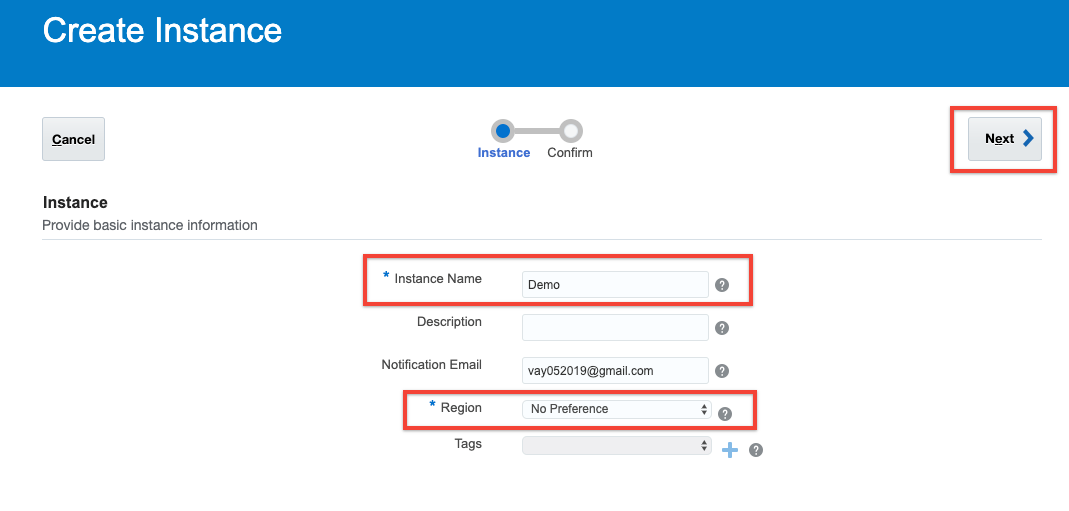 Create Instance
Cancel
Instance Confirm
Next
Instance
Provide basic instance information
* Instance Name Demo ?
Description ?
Notification Email vay052019@gmail.com ?
* Region No Preference ?
Tags ?